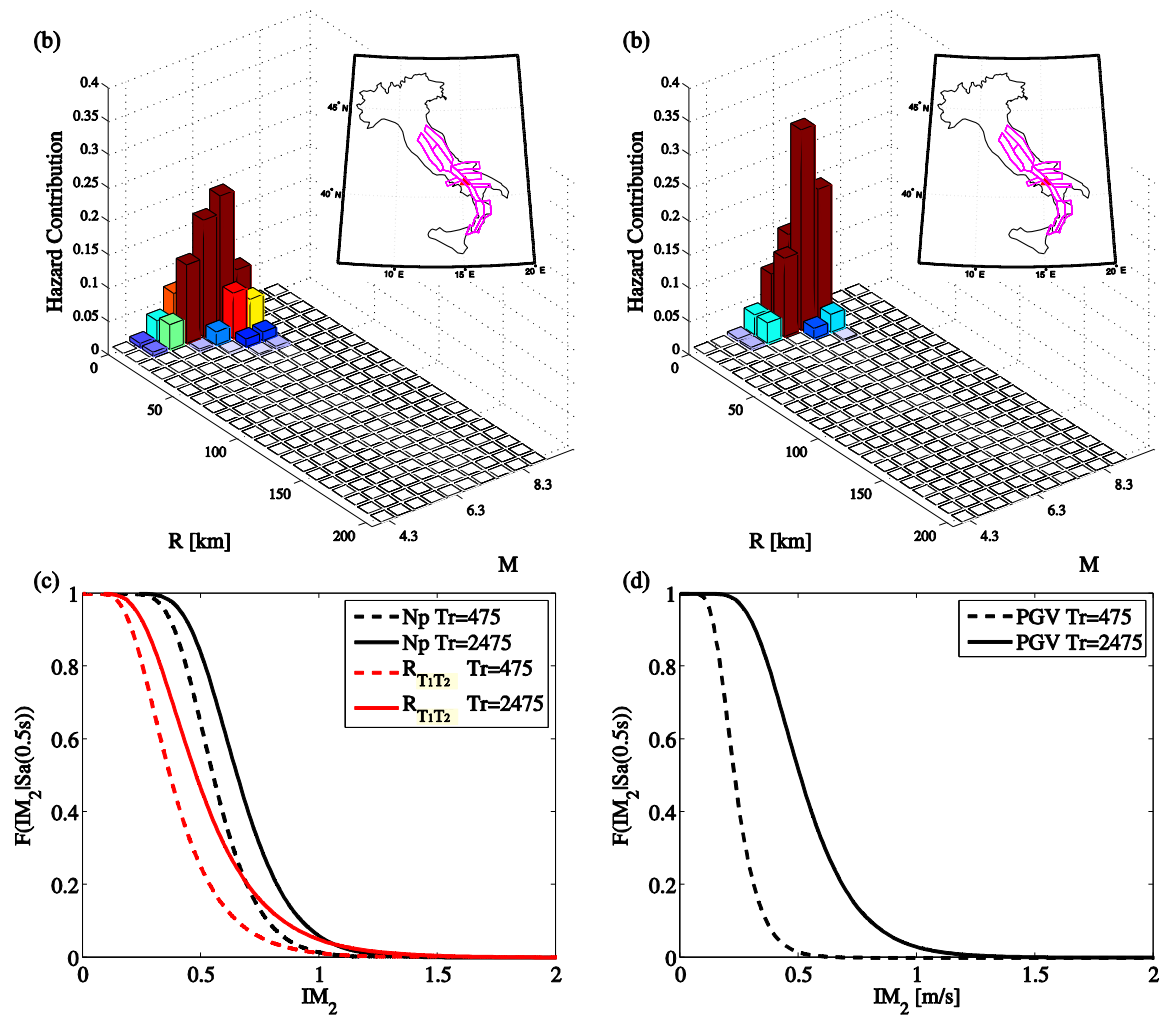 (b)
0.4
0.35
0.3
0.25
0.2
0.15
0.1
0.05
0
Hazard Contribution
0
50
100
150
200
R [km]
4.3
6.3
8.3
M
45° N
40° N
10° E
15° E
20° E
(b)
0.4
0.35
0.3
0.25
0.2
0.15
0.1
0.05
0
Hazard Contribution
0
50
100
150
200
R [km]
4.3
6.3
8.3
M
45° N
40° N
10° E
15° E
20° E
(c)
1
0.8
0.6
0.4
0.2
0
F(IM2|Sa(0.5s))
Np Tr=475
Np Tr=2475
RT1T2 Tr=475
RT1T2 Tr=2475
0
0.5
1
1.5
2
IM2
(d)
1
0.8
0.6
0.4
0.2
0
F(IM2|Sa(0.5s))
PGV Tr=475
PGV Tr=2475
0
0.5
1
1.5
2
IM2 [m/s]